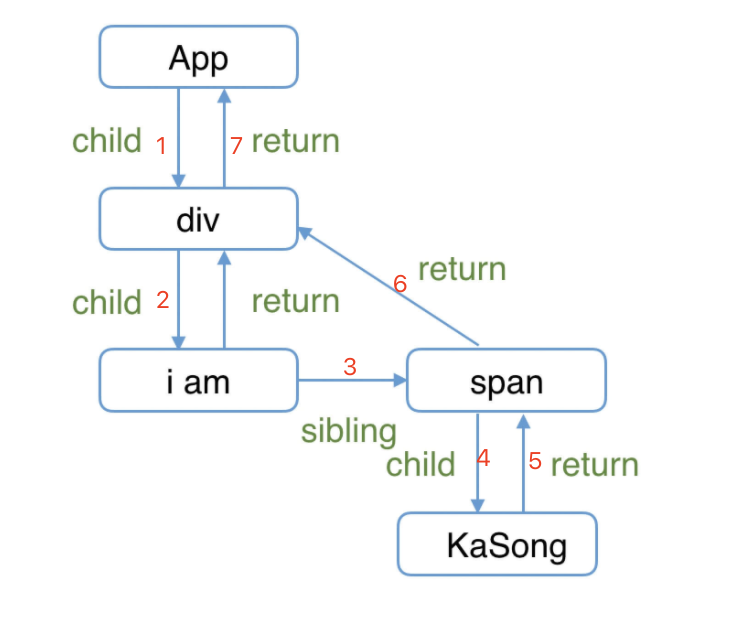 App
child 1 7 return
div
child 2 return
6 return
i am
3
span
sibling
child 4 5 return
KaSong